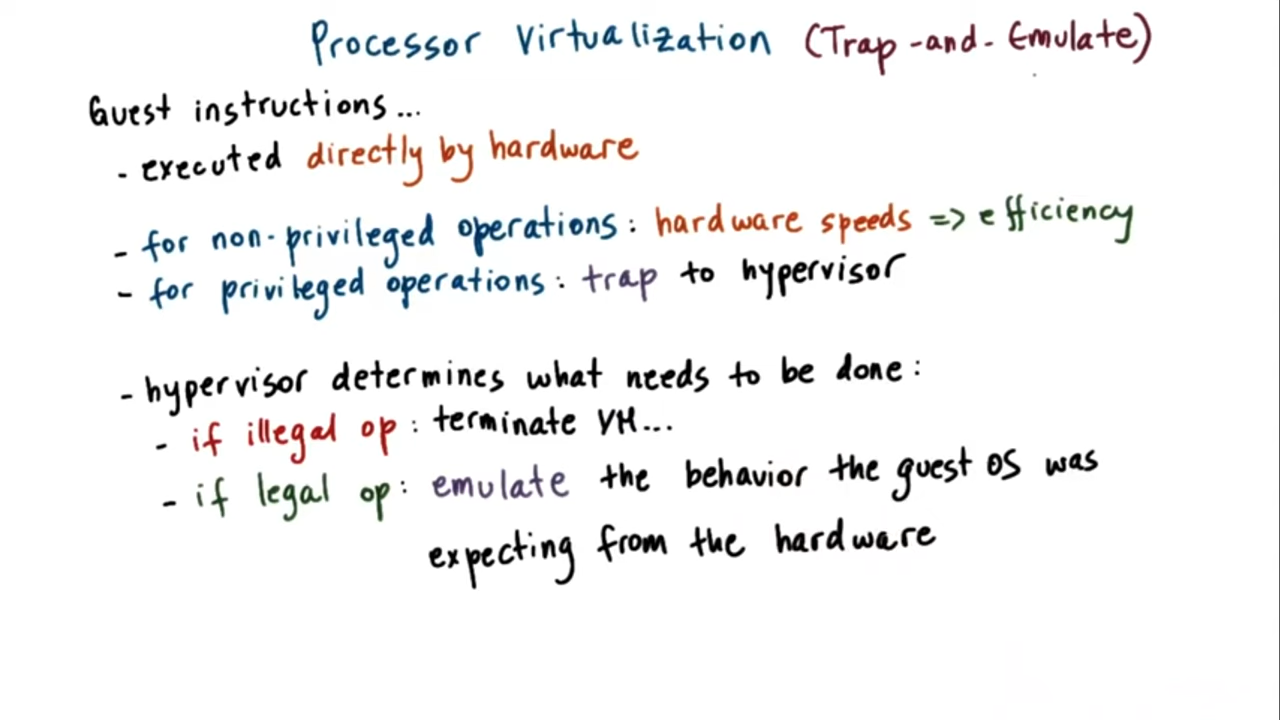 Processor Virtualization (Trap-and-Emulate)
Guest instructions...
- executed directly by hardware
- for non-privileged operations: hardware speeds => efficiency
- for privileged operations: trap to hypervisor
- hypervisor determines what needs to be done:
- if illegal op: terminate VM...
- if legal op: emulate the behavior the guest OS was
expecting from the hardware